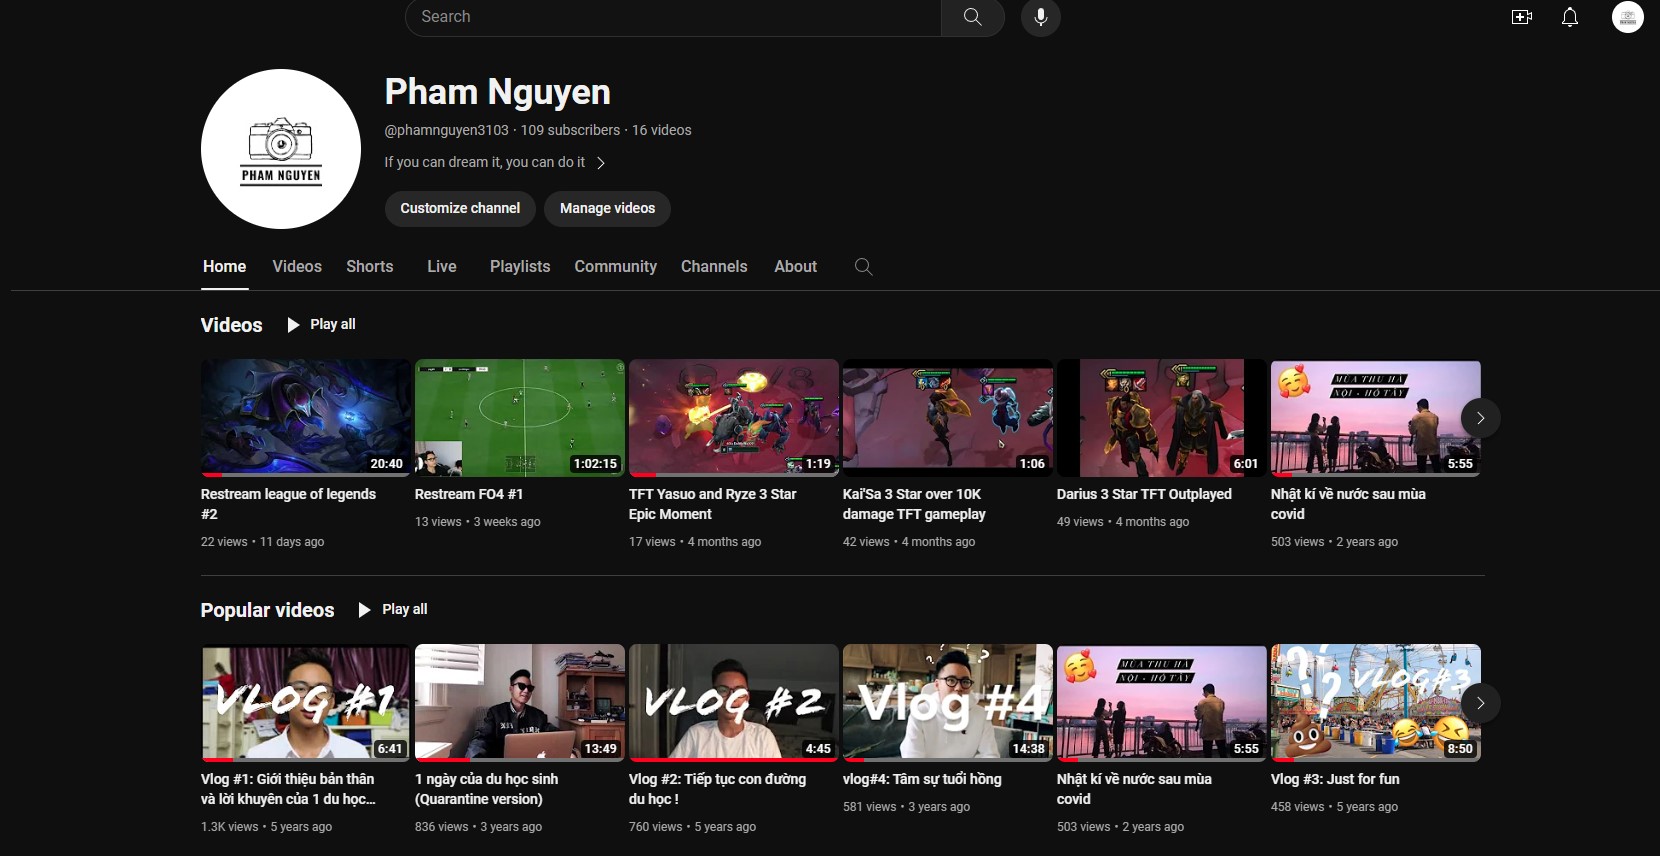 Search
Pham Nguyen
@phamnguyen3103 · 109 subscribers · 16 videos
If you can dream it, you can do it
PHAM NGUYEN
Customize channel
Manage videos
Home
Videos
Shorts
Live
Playlists
Community
Channels
About
Videos
Play all
20:40
1:02:15
1:19
1:06
6:01
MÙA THU HÀ
NỘI - HỒ TÂY
5:55
Restream league of legends
#2
22 views • 11 days ago
Restream FO4 #1
13 views • 3 weeks ago
TFT Yasuo and Ryze 3 Star
Epic Moment
17 views • 4 months ago
Kai'Sa 3 Star over 10K
damage TFT gameplay
42 views • 4 months ago
Darius 3 Star TFT Outplayed
49 views • 4 months ago
Nhật kí về nước sau mùa
covid
503 views • 2 years ago
Popular videos
Play all
VLOG #1
6:41
13:49
VLOG #2
4:45
Vlog #4
14:38
MÙA THU HÀ
NỘI - HỒ TÂY
5:55
??
VLOG#3
8:50
Vlog #1: Giới thiệu bản thân
và lời khuyên của 1 du học...
1.3K views • 5 years ago
1 ngày của du học sinh
(Quarantine version)
836 views • 3 years ago
Vlog #2: Tiếp tục con đường
du học !
760 views • 5 years ago
vlog#4: Tâm sự tuổi hồng
581 views • 3 years ago
Nhật kí về nước sau mùa
covid
503 views • 2 years ago
Vlog #3: Just for fun
458 views • 5 years ago